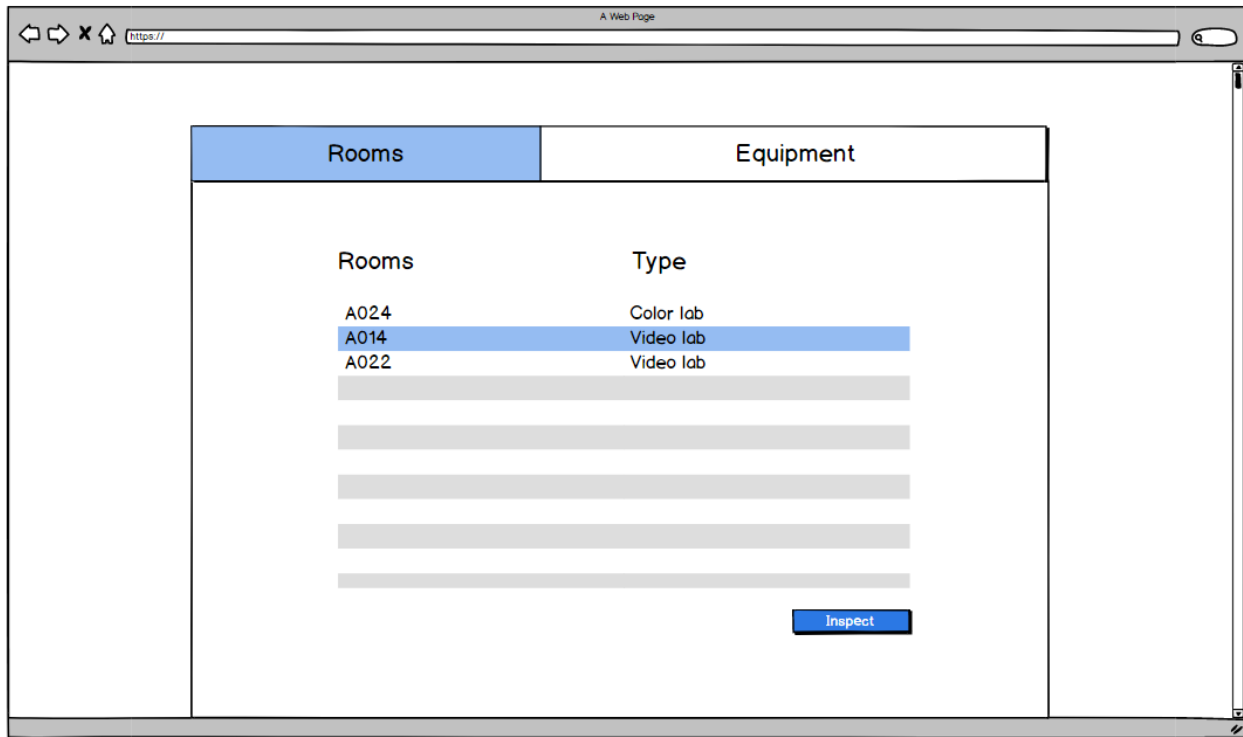 A Web Page
https://
Rooms Equipment
Rooms Type
A024 Color lab
A014 Video lab
A022 Video lab
Inspect